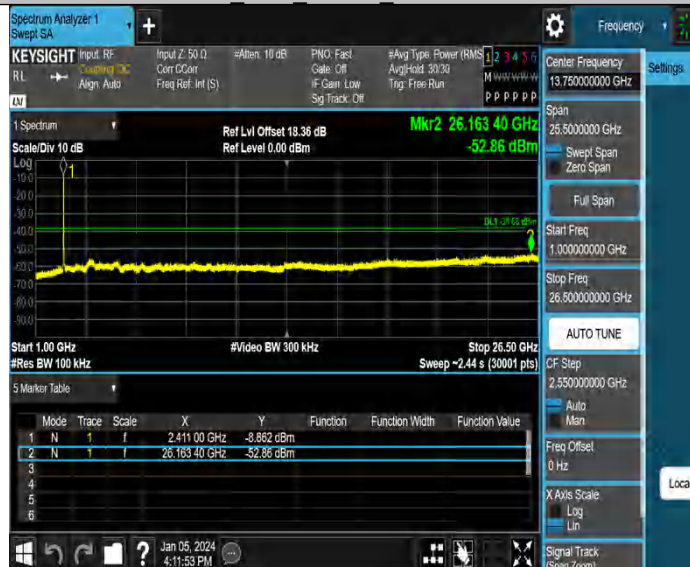 Spectrum Analyzer 1
Swept SA
+
Frequency
KEYSIGHT
Input: RF
Coupling: DC
Align: Auto
Input Z: 50 Ω
Corr CCorr
Freq Ref: Int (S)
#Atten: 10 dB
PNO: Fast
Gate: Off
IF Gain: Low
Sig Track: Off
#Avg Type: Power (RMS
Avg|Hold: 30/30
Trig: Free Run
1 2 3 4 5 6
M W W W W W
P P P P P P
RL
LXI
1 Spectrum
Scale/Div 10 dB
Ref Lvl Offset 18.36 dB
Ref Level 0.00 dBm
Mkr2 26.163 40 GHz
-52.86 dBm
Log
-10.0
-20.0
-30.0
-40.0
-50.0
-60.0
-70.0
-80.0
-90.0
1
2
Start 1.00 GHz
#Video BW 300 kHz
Stop 26.50 GHz
#Res BW 100 kHz
Sweep ~2.44 s (30001 pts)
5 Marker Table
Mode Trace Scale X Y Function Function Width Function Value
1 N 1 f 2.411 00 GHz -8.862 dBm
2 N 1 f 26.163 40 GHz -52.86 dBm
3
4
5
6
Jan 05, 2024
4:11:53 PM
?
Center Frequency
13.750000000 GHz
Settings
Span
25.5000000 GHz
Swept Span
Zero Span
Full Span
Start Freq
1.000000000 GHz
Stop Freq
26.500000000 GHz
AUTO TUNE
CF Step
2.550000000 GHz
Auto
Man
Freq Offset
0 Hz
X Axis Scale
Log
Lin
Signal Track
(Span Zoom)
Loca